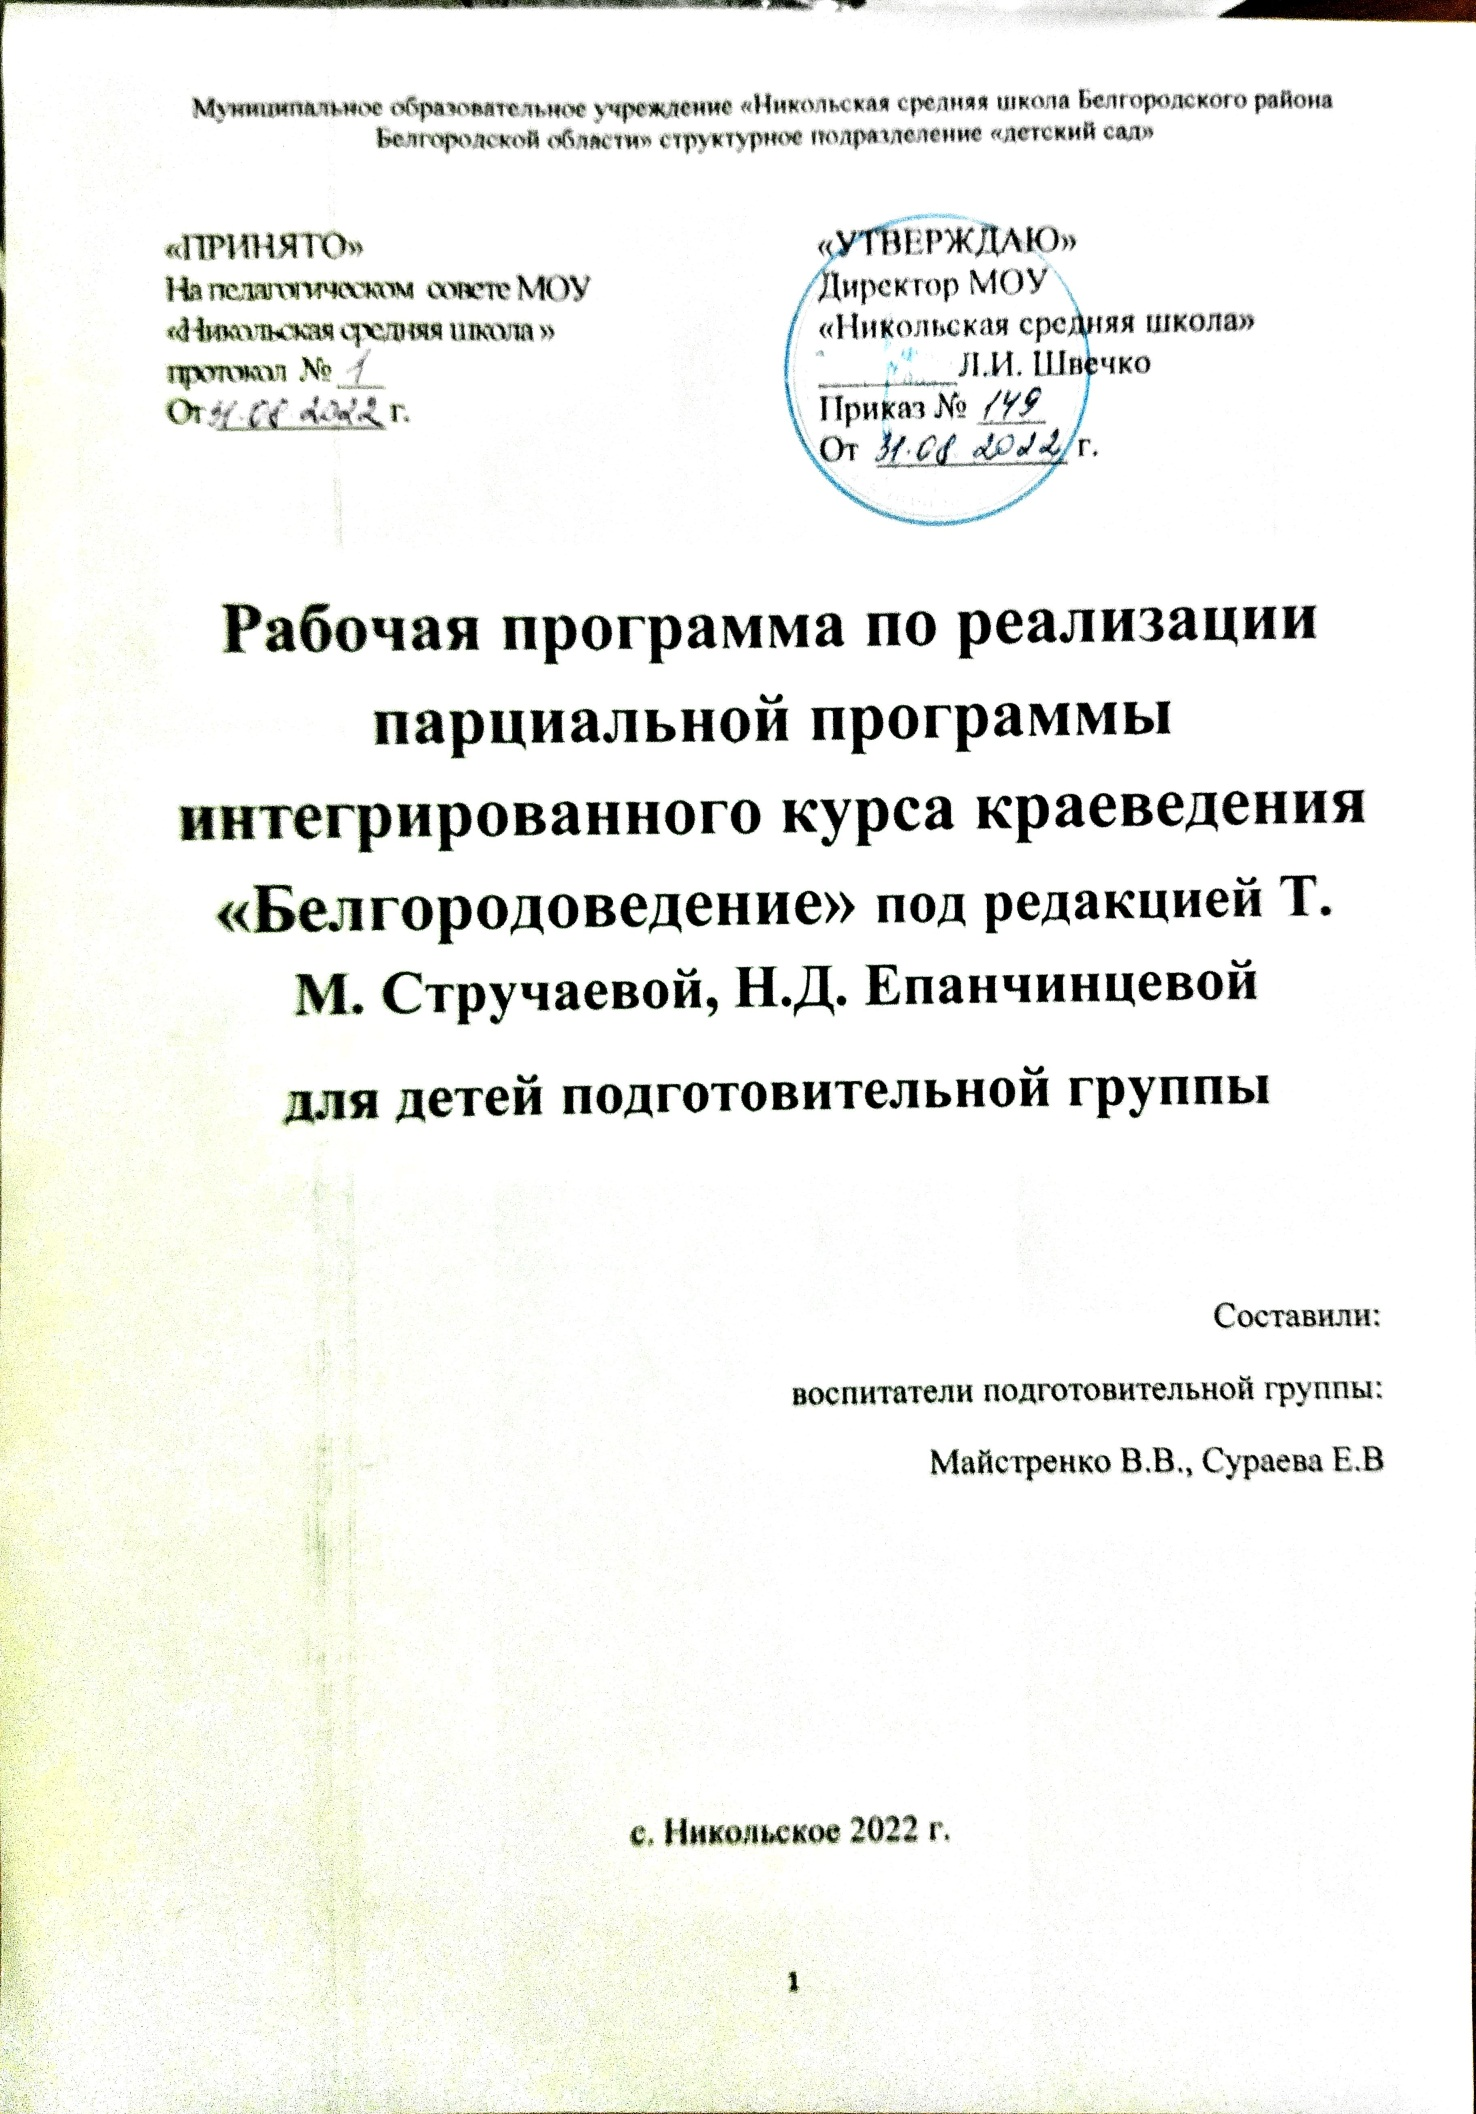 Муниципальное образовательное учреждение «Никольская средняя школа Белгородского района
Белгородской области» структурное подразделение «детский сад»
«ПРИНЯТО»
На педагогическом совете МОУ
«Никольская средняя школа »
протокол № 1
От 31.08 2022 г.
«УТВЕРЖДАЮ»
Директор МОУ
«Никольская средняя школа»
__________Л.И. Швечко
Приказ № 149
От 31.08 2022 г.
Рабочая программа по реализации
парциальной программы
интегрированного курса краеведения
«Белгородоведение» под редакцией Т.
М. Стручаевой, Н.Д. Епанчинцевой
для детей подготовительной группы
Составили:
воспитатели подготовительной группы:
Майстренко В.В., Сураева Е.В
с. Никольское 2022 г.
1